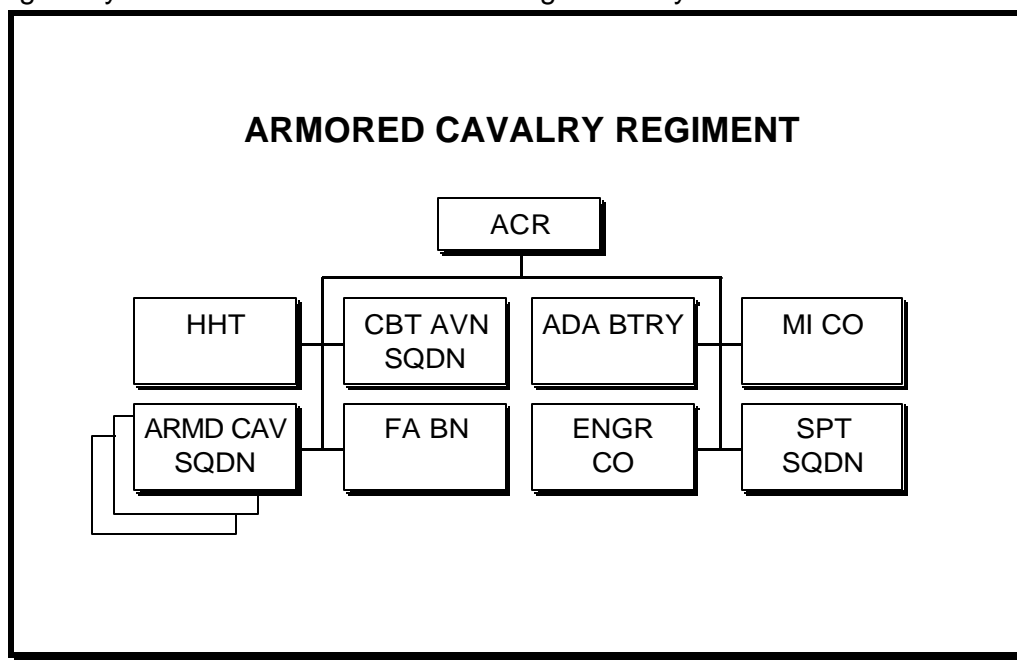 ARMORED CAVALRY REGIMENT
ACR
HHT
CBT AVN
SQDN
ADA BTRY
MI CO
ARMD CAV
SQDN
FA BN
ENGR
CO
SPT
SQDN